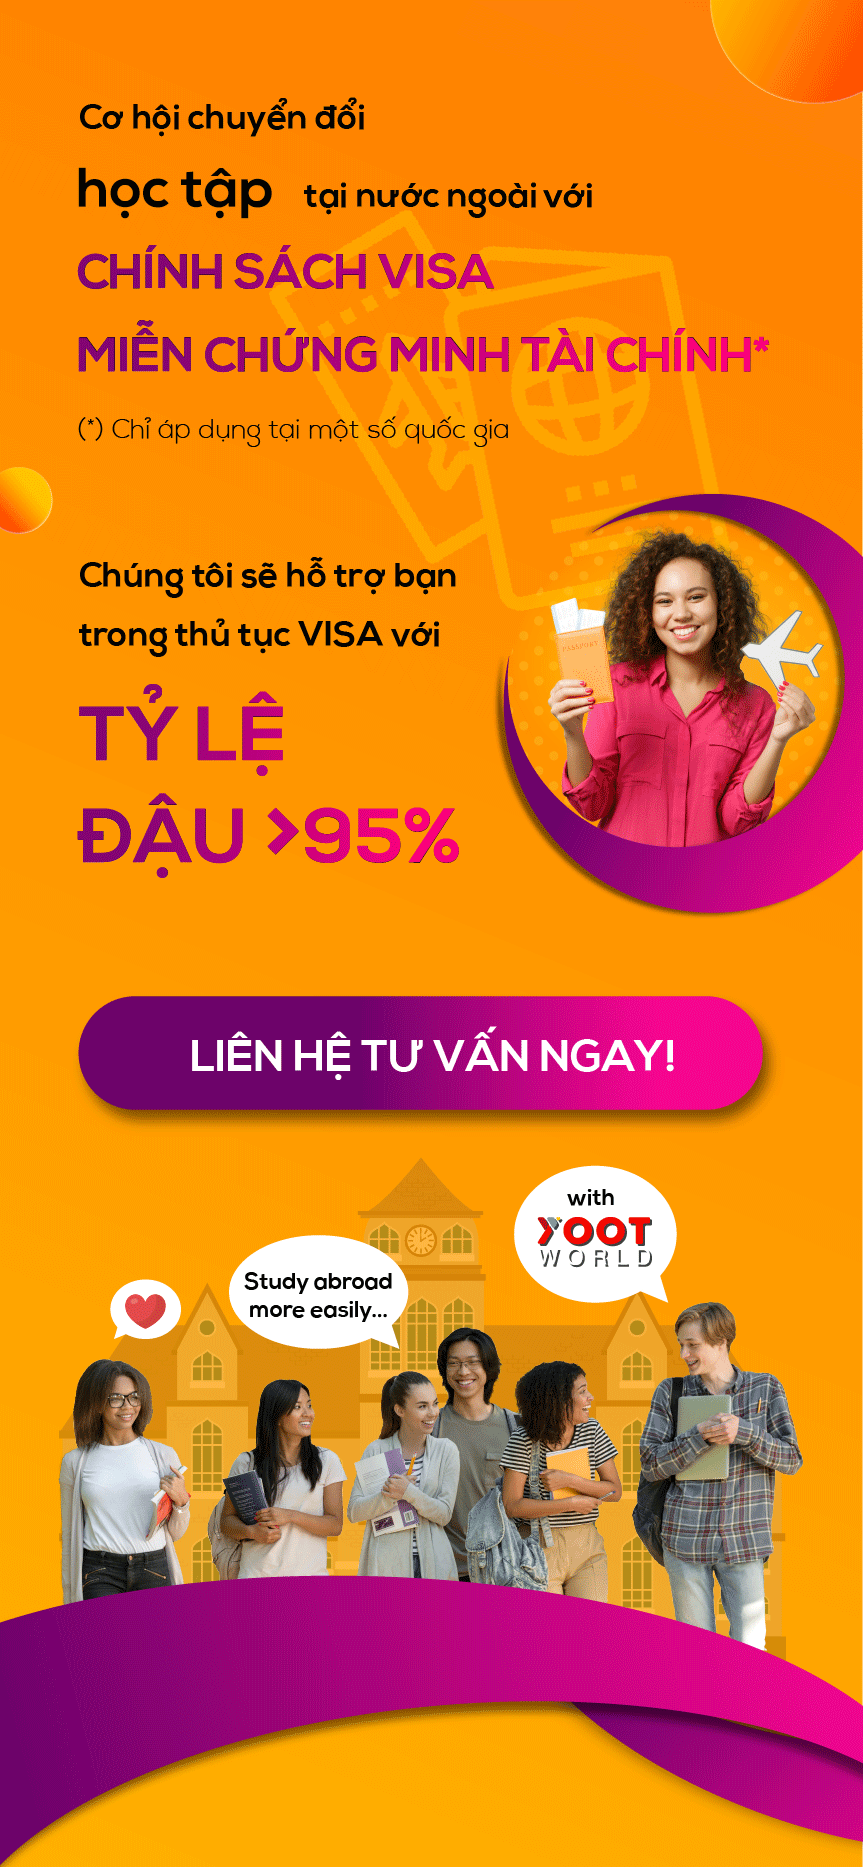 Cơ hội chuyển đổi
học tập tại nước ngoài với
CHÍNH SÁCH VISA
MIỄN CHỨNG MINH TÀI CHÍNH*
(*) Chỉ áp dụng tại một số quốc gia
Chúng tôi sẽ hỗ trợ bạn
trong thủ tục VISA với
PASSPORT
TỶ LỆ
ĐẬU >95%
LIÊN HỆ TƯ VẤN NGAY!
with
YOOT
WORLD
Study abroad
more easily...